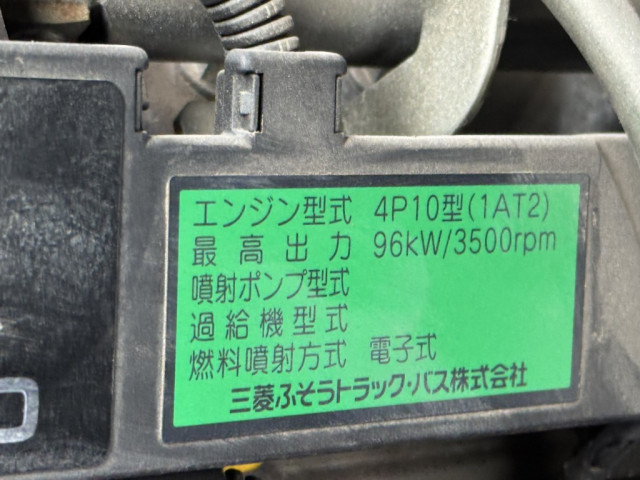 エンジン型式 4P10型(1AT2)
最高出力 96kW/3500rpm
噴射ポンプ型式
過給機型式
燃料噴射方式 電子式
三菱ふそうトラック・バス株式会社